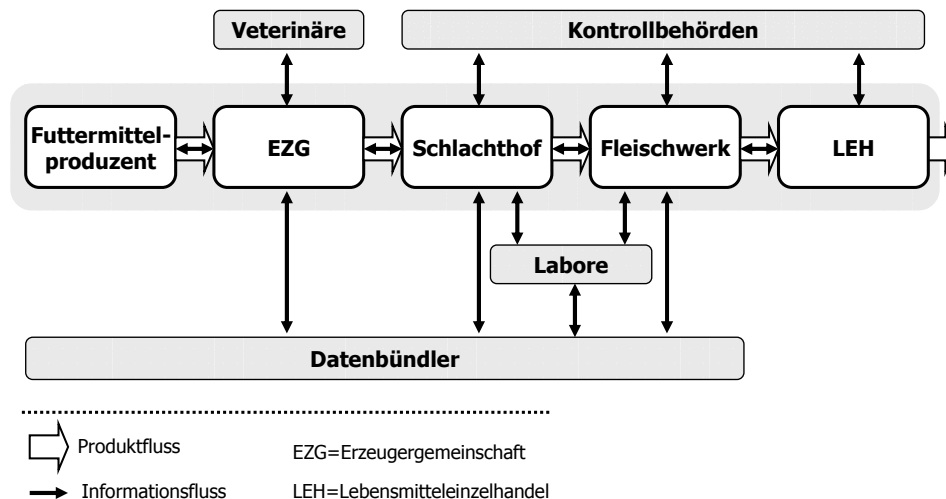 Veterinäre
Kontrollbehörden
Futtermittel-
produzent
EZG
Schlachthof
Fleischwerk
LEH
Labore
Datenbündler
Produktfluss
EZG=Erzeugergemeinschaft
Informationsfluss
LEH=Lebensmitteleinzelhandel